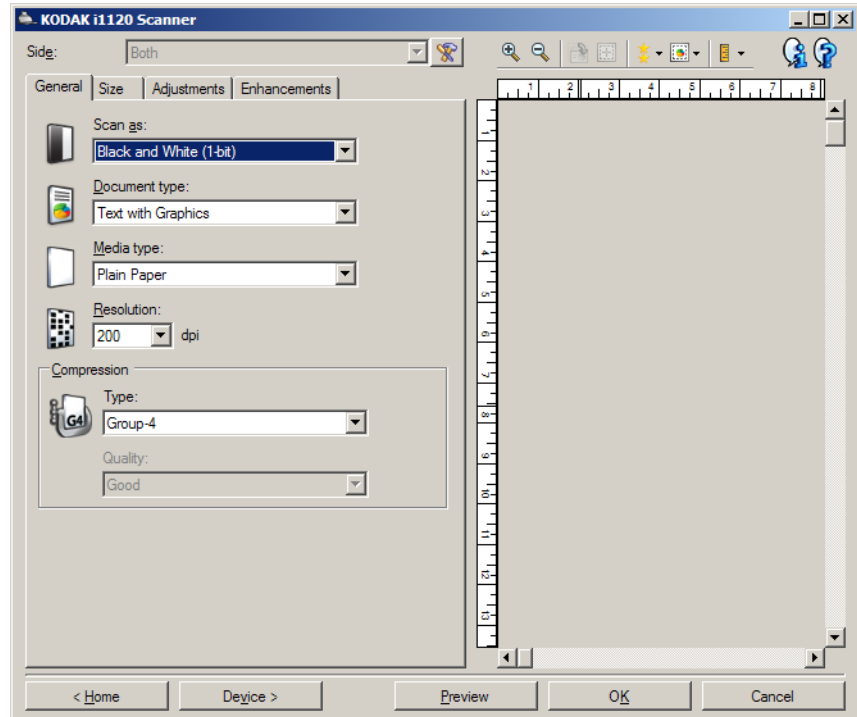 KODAK i1120 Scanner
Side:
Both
General Size Adjustments Enhancements
Scan as:
Black and White (1-bit)
Document type:
Text with Graphics
Media type:
Plain Paper
Resolution:
200 dpi
Compression
Type:
G4
Group-4
Quality:
Good
1 2 3 4 5 6 7 8
1
2
3
4
5
6
7
8
9
10
11
12
13
< Home Device > Preview OK Cancel